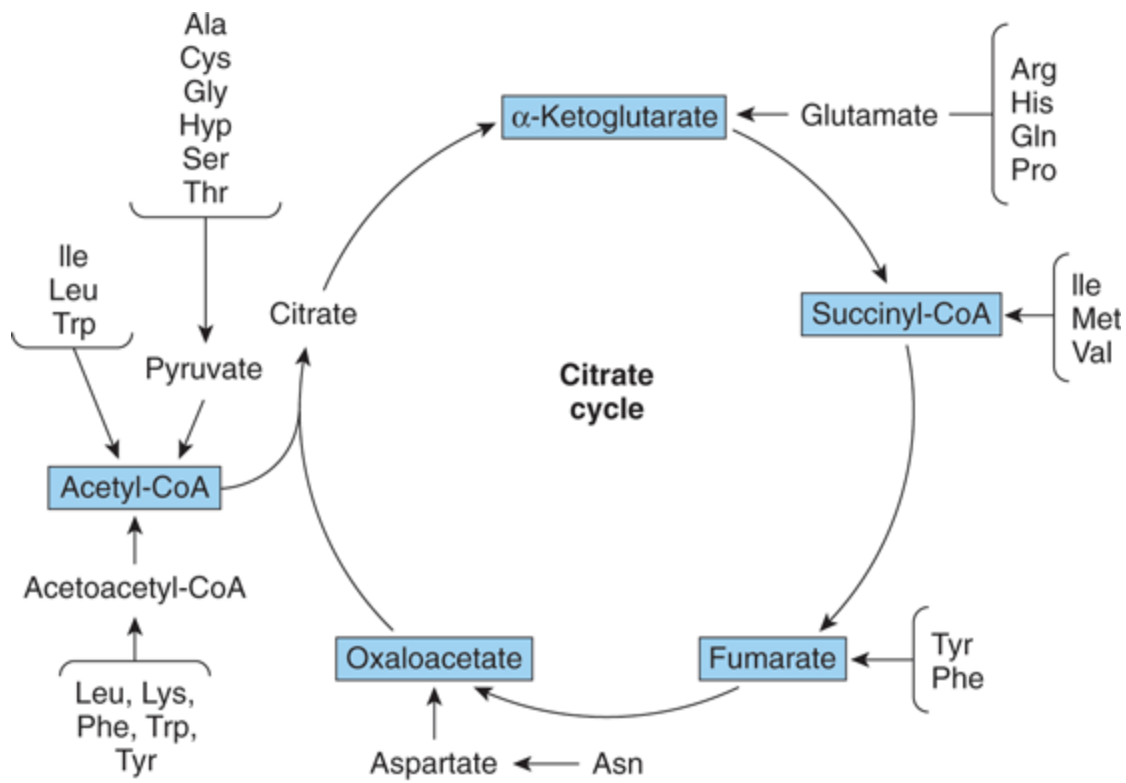 Ala
Cys
Gly
Hyp
Ser
Thr
Ile
Leu
Trp
Pyruvate
Citrate
Acetyl-CoA
Acetoacetyl-CoA
Leu, Lys,
Phe, Trp,
Tyr
α-Ketoglutarate
Glutamate
Arg
His
Gln
Pro
Succinyl-CoA
Ile
Met
Val
Citrate
cycle
Oxaloacetate
Fumarate
Tyr
Phe
Aspartate
Asn